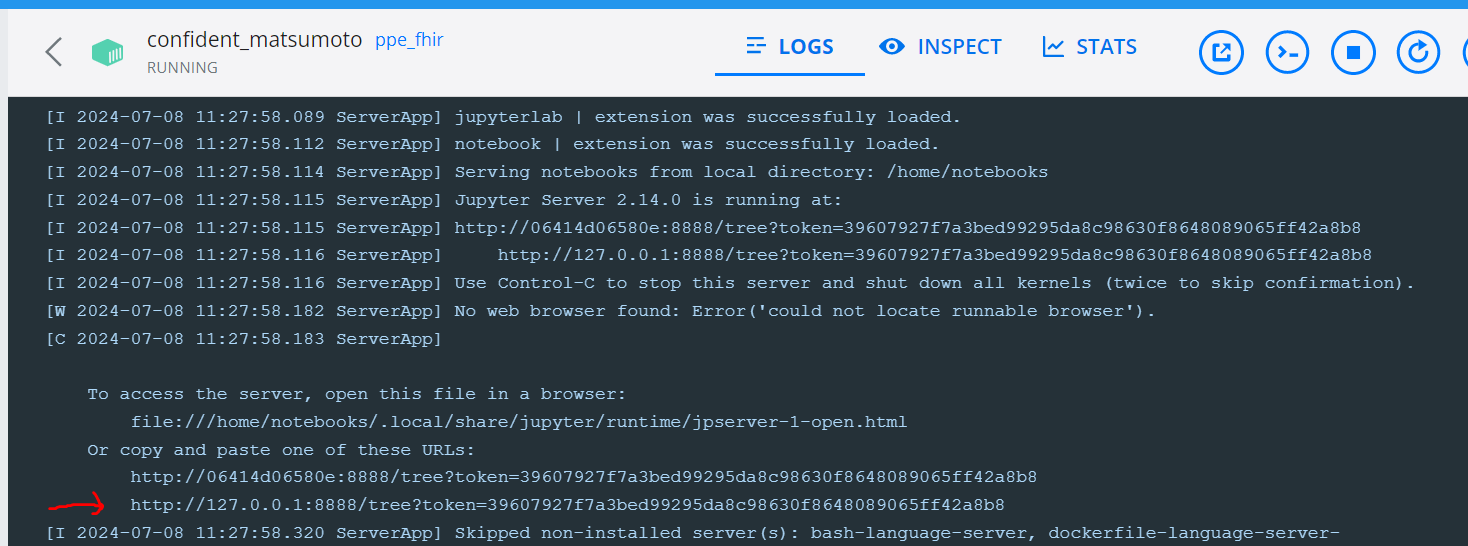 confident_matsumoto ppe_fhir
RUNNING
LOGS INSPECT STATS
[I 2024-07-08 11:27:58.089 ServerApp] jupyterlab | extension was successfully loaded.
[I 2024-07-08 11:27:58.112 ServerApp] notebook | extension was successfully loaded.
[I 2024-07-08 11:27:58.114 ServerApp] Serving notebooks from local directory: /home/notebooks
[I 2024-07-08 11:27:58.115 ServerApp] Jupyter Server 2.14.0 is running at:
[I 2024-07-08 11:27:58.115 ServerApp] http://06414d06580e:8888/tree?token=39607927f7a3bed99295da8c98630f8648089065ff42a8b8
[I 2024-07-08 11:27:58.116 ServerApp]     http://127.0.0.1:8888/tree?token=39607927f7a3bed99295da8c98630f8648089065ff42a8b8
[I 2024-07-08 11:27:58.116 ServerApp] Use Control-C to stop this server and shut down all kernels (twice to skip confirmation).
[W 2024-07-08 11:27:58.182 ServerApp] No web browser found: Error('could not locate runnable browser').
[C 2024-07-08 11:27:58.183 ServerApp]
To access the server, open this file in a browser:
file:///home/notebooks/.local/share/jupyter/runtime/jpserver-1-open.html
Or copy and paste one of these URLs:
http://06414d06580e:8888/tree?token=39607927f7a3bed99295da8c98630f8648089065ff42a8b8
http://127.0.0.1:8888/tree?token=39607927f7a3bed99295da8c98630f8648089065ff42a8b8
[I 2024-07-08 11:27:58.320 ServerApp] Skipped non-installed server(s): bash-language-server, dockerfile-language-server-